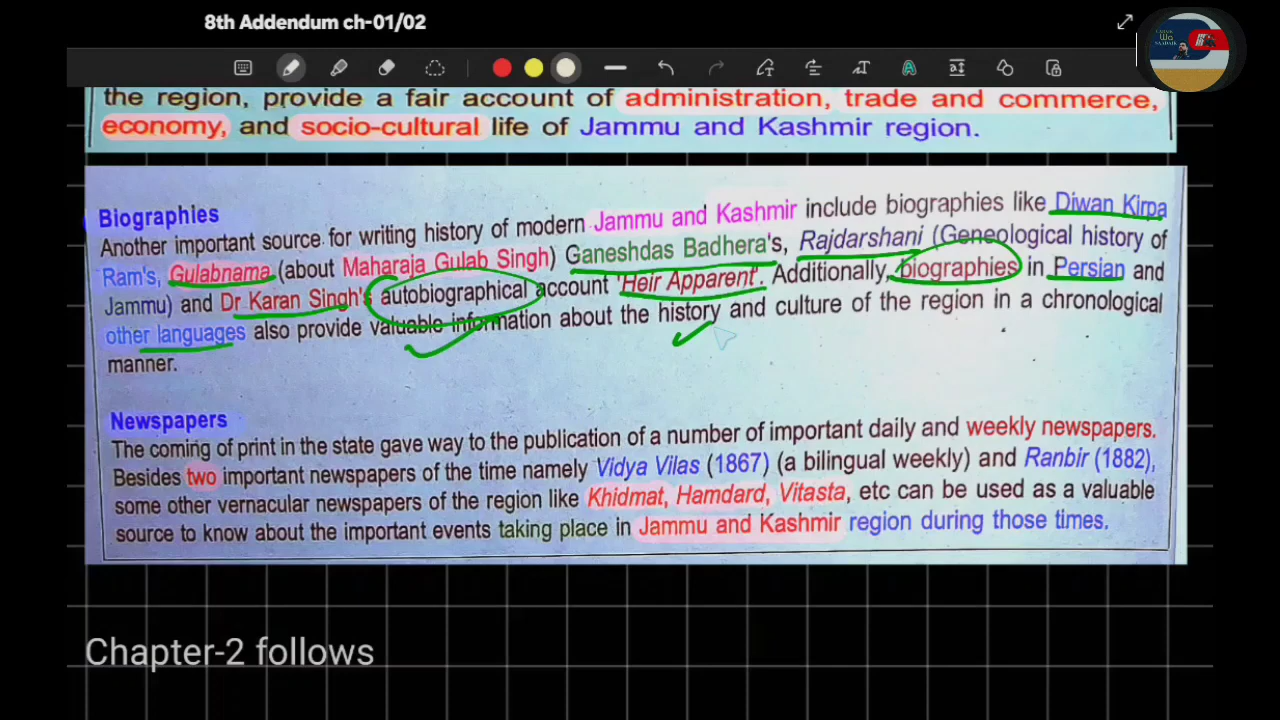 8th Addendum ch-01/02
the region, provide a fair account of administration, trade and commerce,
economy, and socio-cultural life of Jammu and Kashmir region.
Biographies
Another important source for writing history of modern Jammu and Kashmir include biographies like Diwan Kirpa
Ram's, Gulabnama (about Maharaja Gulab Singh) Ganeshdas Badhera's, Rajdarshani (Geneological history of
Jammu) and Dr Karan Singh's autobiographical account 'Heir Apparent'. Additionally, biographies in Persian and
other languages also provide valuable information about the history and culture of the region in a chronological
manner.
Newspapers
The coming of print in the state gave way to the publication of a number of important daily and weekly newspapers.
Besides two important newspapers of the time namely Vidya Vilas (1867) (a bilingual weekly) and Ranbir (1882),
some other vernacular newspapers of the region like Khidmat, Hamdard, Vitasta, etc can be used as a valuable
source to know about the important events taking place in Jammu and Kashmir region during those times.
Chapter-2 follows